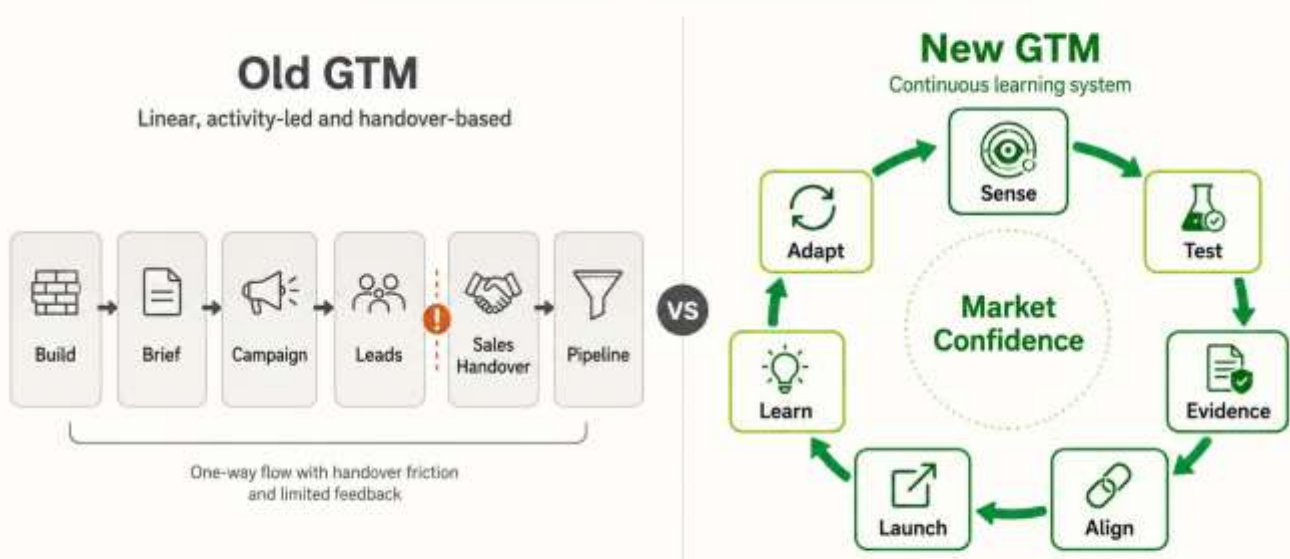 Old GTM
Linear, activity-led and handover-based
Build
Brief
Campaign
Leads
!
Sales
Handover
Pipeline
One-way flow with handover friction
and limited feedback
VS
New GTM
Continuous learning system
Sense
Test
Evidence
Align
Launch
Learn
Adapt
Market
Confidence